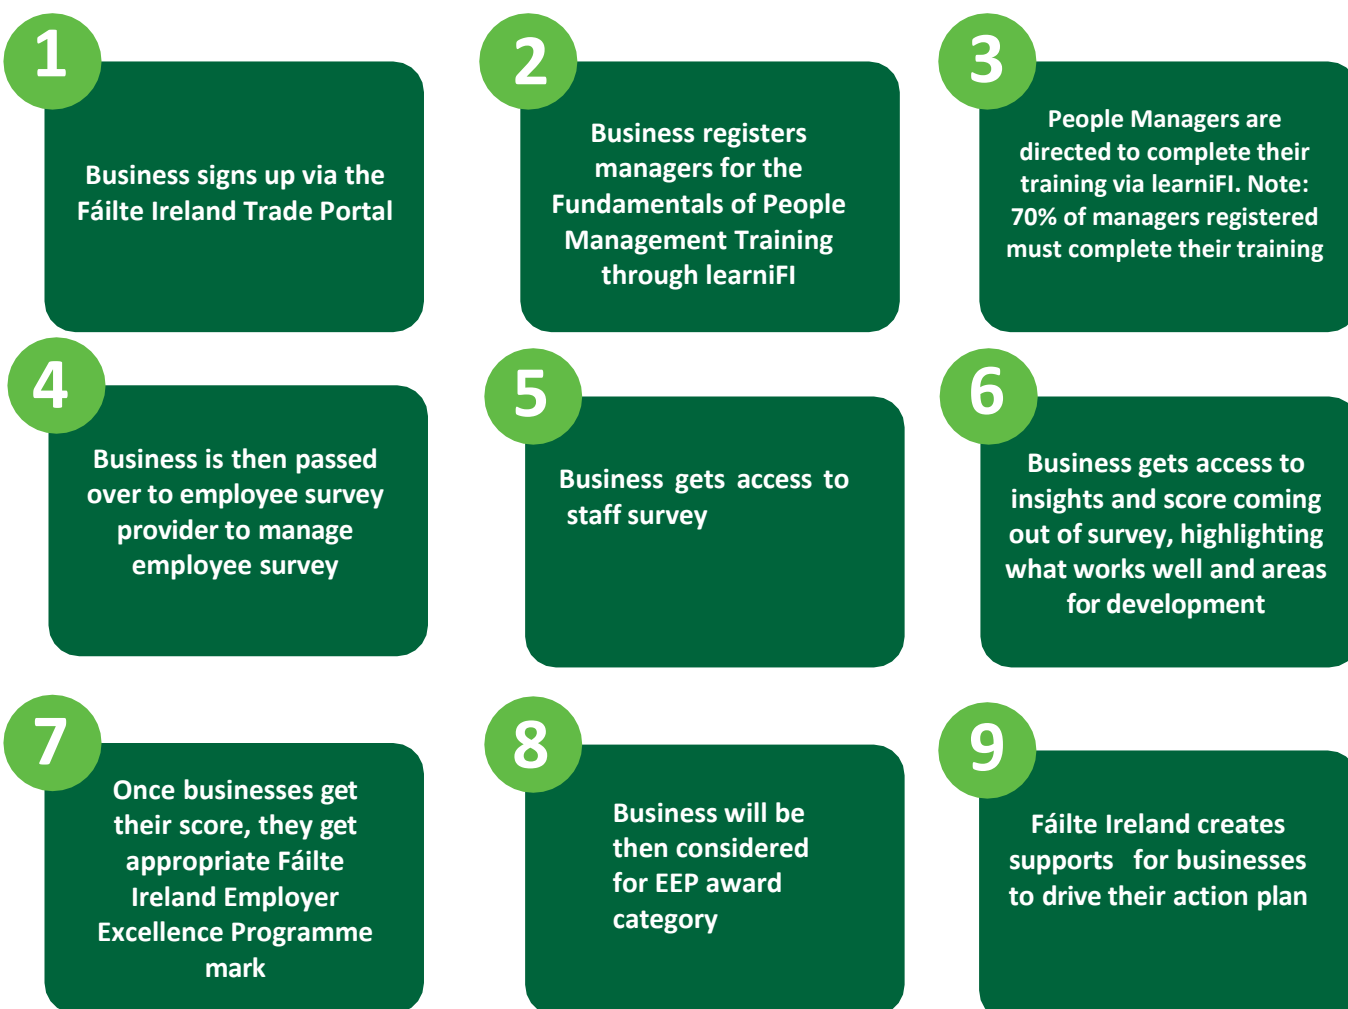 1
Business signs up via the
Fáilte Ireland Trade Portal
2
Business registers
managers for the
Fundamentals of People
Management Training
through learniFI
3
People Managers are
directed to complete their
training via learniFI. Note:
70% of managers registered
must complete their training
4
Business is then passed
over to employee survey
provider to manage
employee survey
5
Business gets access to
staff survey
6
Business gets access to
insights and score coming
out of survey, highlighting
what works well and areas
for development
7
Once businesses get
their score, they get
appropriate Fáilte
Ireland Employer
Excellence Programme
mark
8
Business will be
then considered
for EEP award
category
9
Fáilte Ireland creates
supports for businesses
to drive their action plan